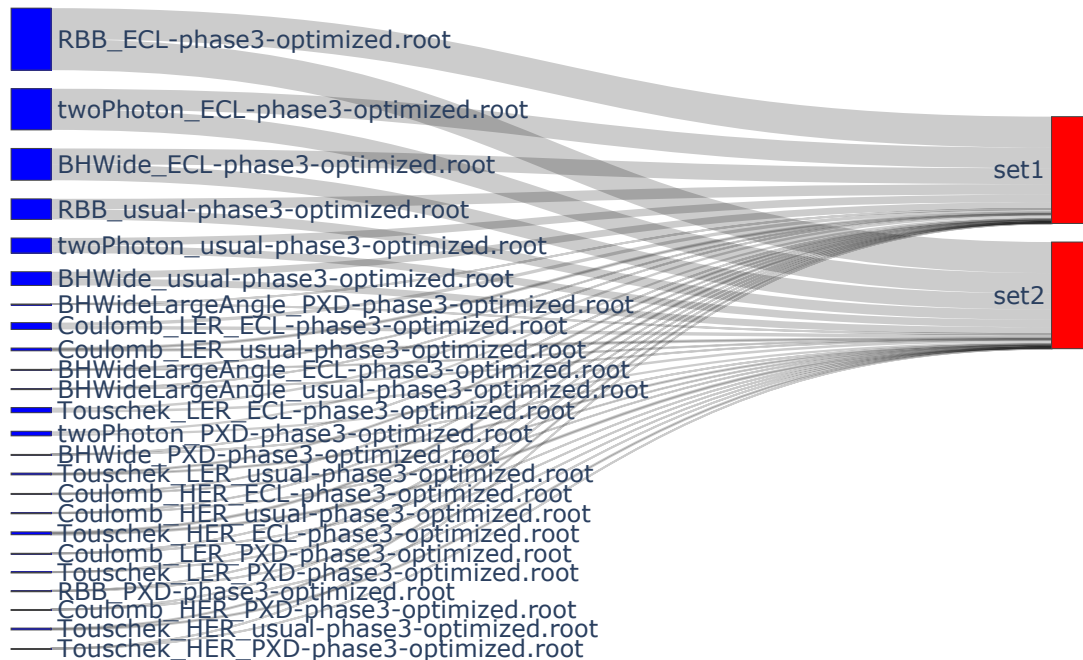 RBB_ECL-phase3-optimized.root
twoPhoton_ECL-phase3-optimized.root
BHWide_ECL-phase3-optimized.root
set1
RBB_usual-phase3-optimized.root
twoPhoton_usual-phase3-optimized.root
BHWide_usual-phase3-optimized.root
set2
BHWideLargeAngle_PXD-phase3-optimized.root
Coulomb_LER_ECL-phase3-optimized.root
Coulomb_LER_usual-phase3-optimized.root
BHWideLargeAngle_ECL-phase3-optimized.root
BHWideLargeAngle_usual-phase3-optimized.root
Touschek_LER_ECL-phase3-optimized.root
twoPhoton_PXD-phase3-optimized.root
BHWide_PXD-phase3-optimized.root
Touschek_LER_usual-phase3-optimized.root
Coulomb_HER_ECL-phase3-optimized.root
Coulomb_HER_usual-phase3-optimized.root
Touschek_HER_ECL-phase3-optimized.root
Coulomb_LER_PXD-phase3-optimized.root
Touschek_LER_PXD-phase3-optimized.root
RBB_PXD-phase3-optimized.root
Coulomb_HER_PXD-phase3-optimized.root
Touschek_HER_usual-phase3-optimized.root
Touschek_HER_PXD-phase3-optimized.root